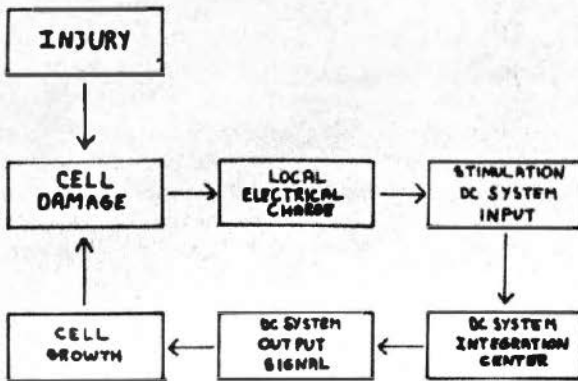 INJURY
CELL
DAMAGE
LOCAL
ELECTRICAL
CHARGE
STIMULATION
DC SYSTEM
INPUT
DC SYSTEM
INTEGRATION
CENTER
DC SYSTEM
OUTPUT
SIGNAL
CELL
GROWTH